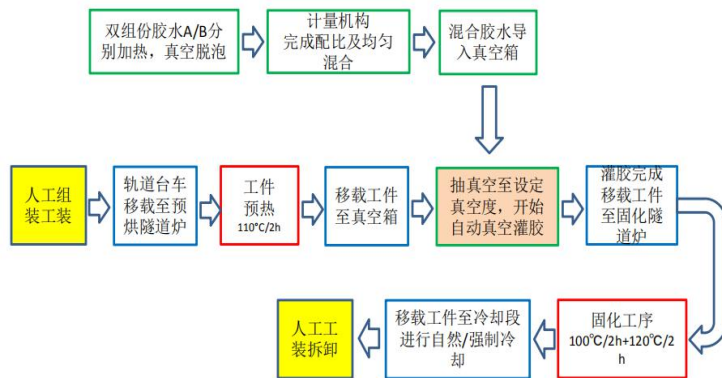 双组份胶水A/B分
别加热，真空脱泡
计量机构
完成配比及均匀
混合
混合胶水导
入真空箱
人工组
装工装
轨道台车
移载至预
烘隧道炉
工件
预热
110°C/2h
移载工件
至真空箱
抽真空至设定
真空度，开始
自动真空灌胶
灌胶完成
移载工件
至固化隧
道炉
固化工序
100℃/2h+120℃/2
h
移载工件至冷却段
进行自然/强制冷
却
人工工
装拆卸